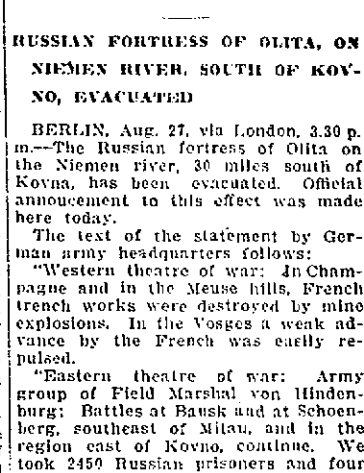 RUSSIAN FORTRESS OF OLITA, ON
NIEMEN RIVER, SOUTH OF KOV-
NO, EVACUATED
BERLIN, Aug. 27, via London, 3.30 p.
m.—The Russian fortress of Olita on
the Niemen river, 30 miles south of
Kovna, has been evacuated. Official
annoucement to this effect was made
here today.
The text of the statement by Ger-
man army headquarters follows:
"Western theatre of war: In Cham-
pagne and in the Meuse hills, French
trench works were destroyed by mine
explosions. In the Vosges a weak ad-
vance by the French was easily re-
pulsed.
"Eastern theatre of war: Army
group of Field Marshal von Hinden-
burg: Battles at Bausk and at Schoen-
berg, southeast of Mitau, and in the
region east of Kovno, continue. We
took 2450 Russian prisoners and four